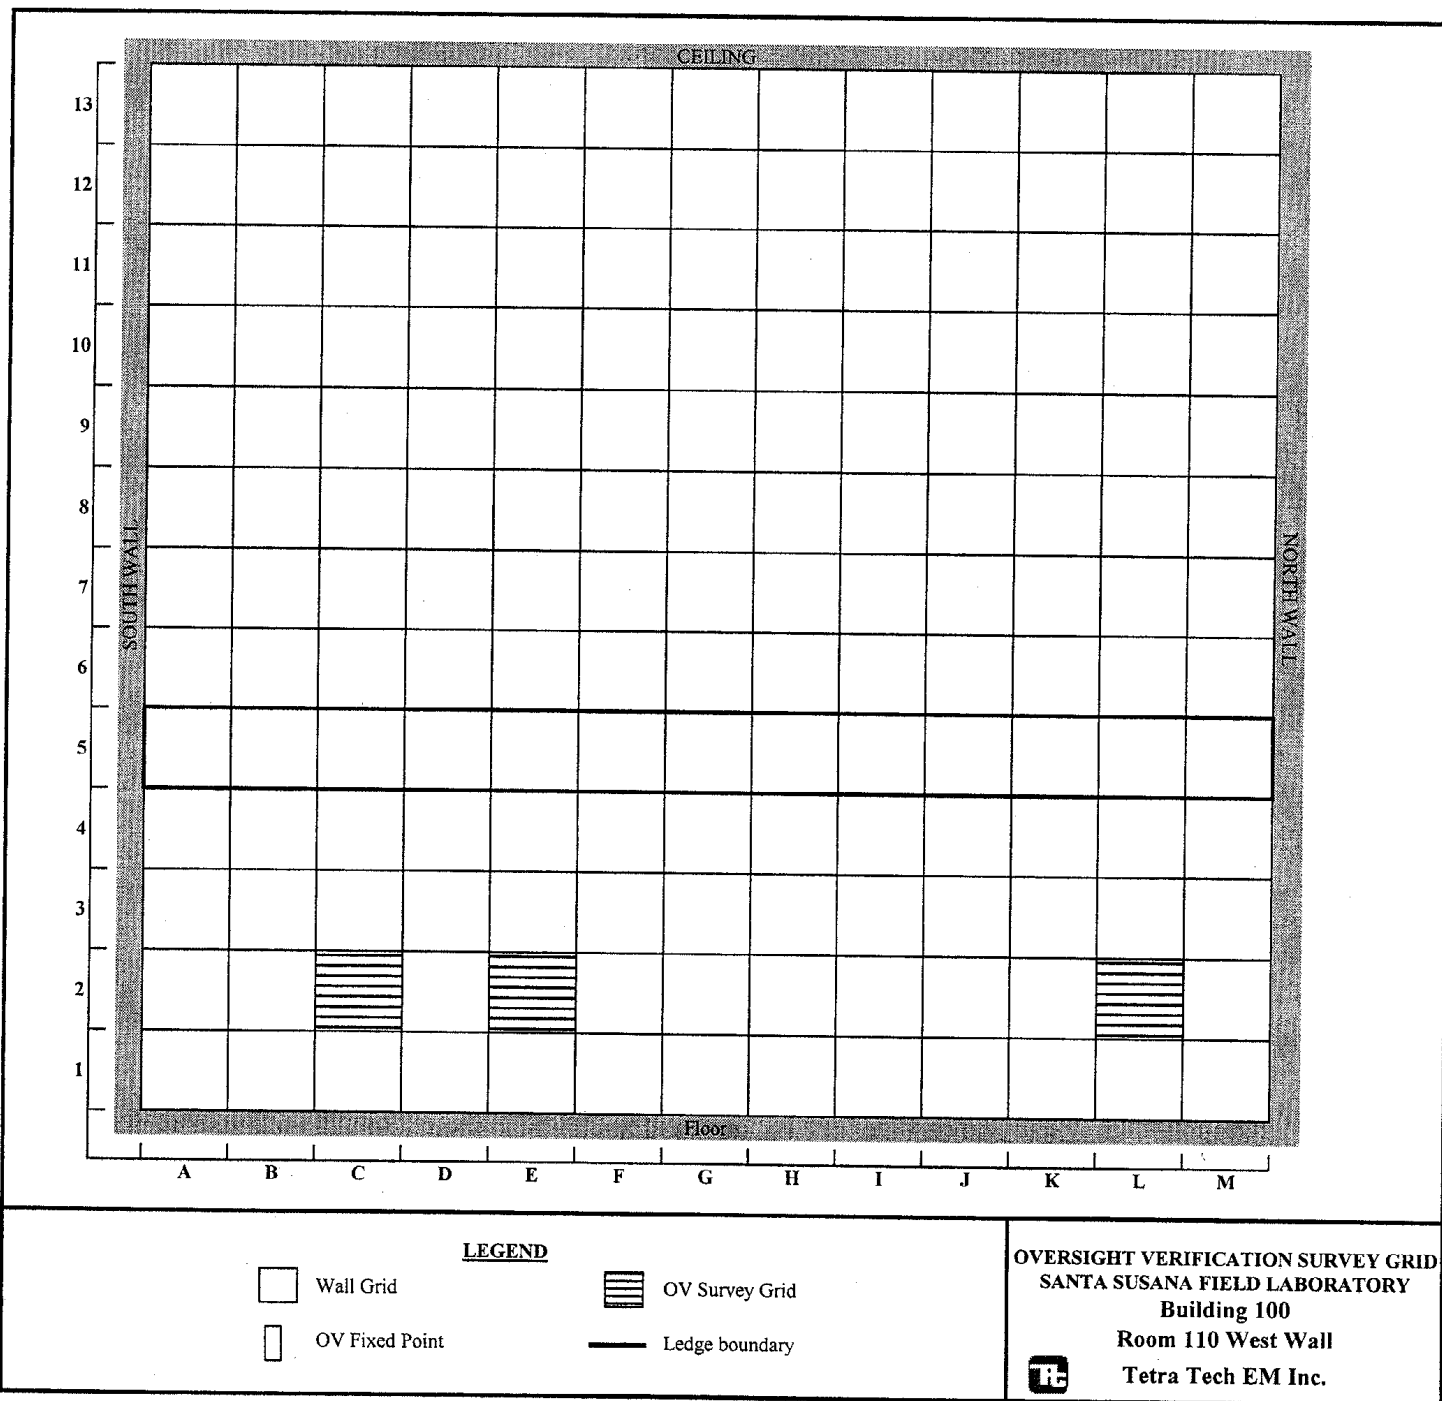 CEILING
13
12
11
10
9
8
7
6
5
4
3
2
1
SOUTH WALL
NORTH WALL
Floor
A B C D E F G H I J K L M
LEGEND
Wall Grid
OV Survey Grid
OV Fixed Point
Ledge boundary
OVERSIGHT VERIFICATION SURVEY GRID
SANTA SUSANA FIELD LABORATORY
Building 100
Room 110 West Wall
Tetra Tech EM Inc.